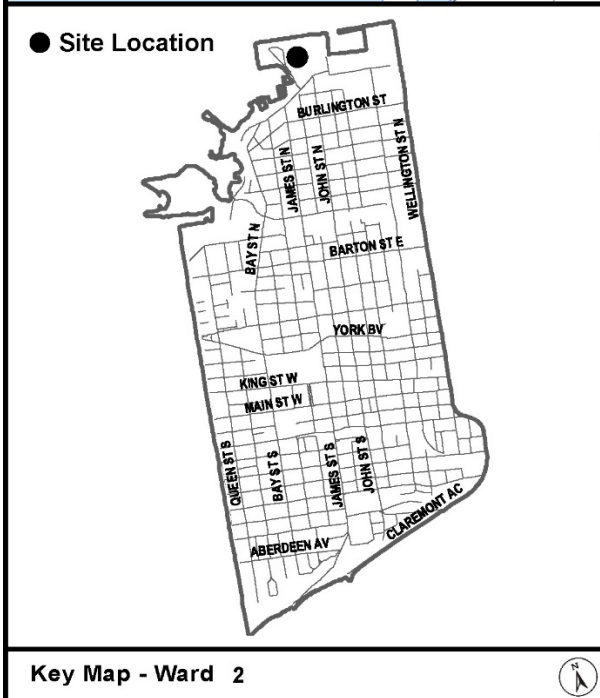 Site Location
BURLINGTON ST
JAMES ST N
JOHN ST N
WELLINGTON ST N
BAY ST N
BARTON ST E
YORK BV
KING ST W
MAIN ST W
QUEEN ST S
BAY ST S
JAMES ST S
JOHN ST S
CLAREMONT AC
ABERDEEN AV
Key Map - Ward 2
N